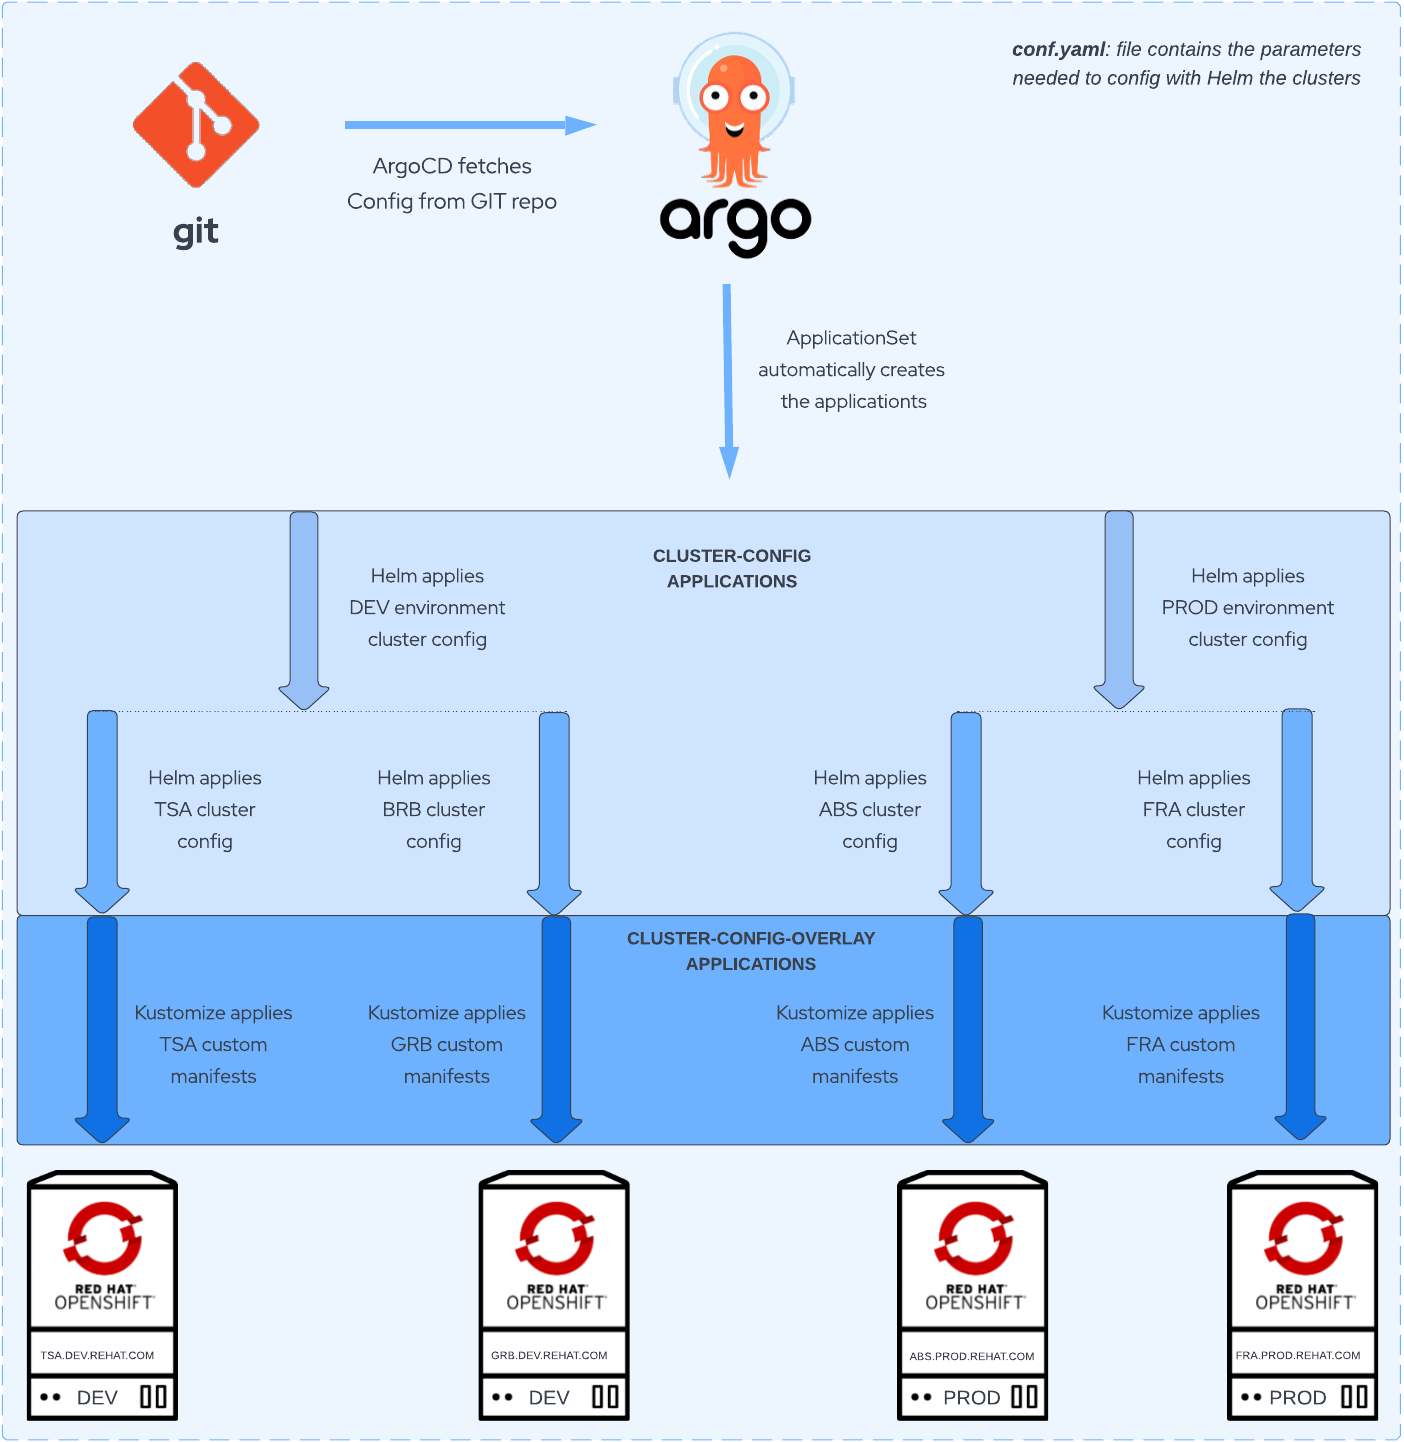 conf.yaml: file contains the parameters
needed to config with Helm the clusters
git
ArgoCD fetches
Config from GIT repo
argo
ApplicationSet
automatically creates
the applicationts
CLUSTER-CONFIG
APPLICATIONS
Helm applies
DEV environment
cluster config
Helm applies
PROD environment
cluster config
Helm applies
TSA cluster
config
Helm applies
BRB cluster
config
Helm applies
ABS cluster
config
Helm applies
FRA cluster
config
CLUSTER-CONFIG-OVERLAY
APPLICATIONS
Kustomize applies
TSA custom
manifests
Kustomize applies
GRB custom
manifests
Kustomize applies
ABS custom
manifests
Kustomize applies
FRA custom
manifests
RED HAT
OPENSHIFT
TSA.DEV.REHAT.COM
DEV
RED HAT
OPENSHIFT
GRB.DEV.REHAT.COM
DEV
RED HAT
OPENSHIFT
ABS.PROD.REHAT.COM
PROD
RED HAT
OPENSHIFT
FRA.PROD.REHAT.COM
PROD